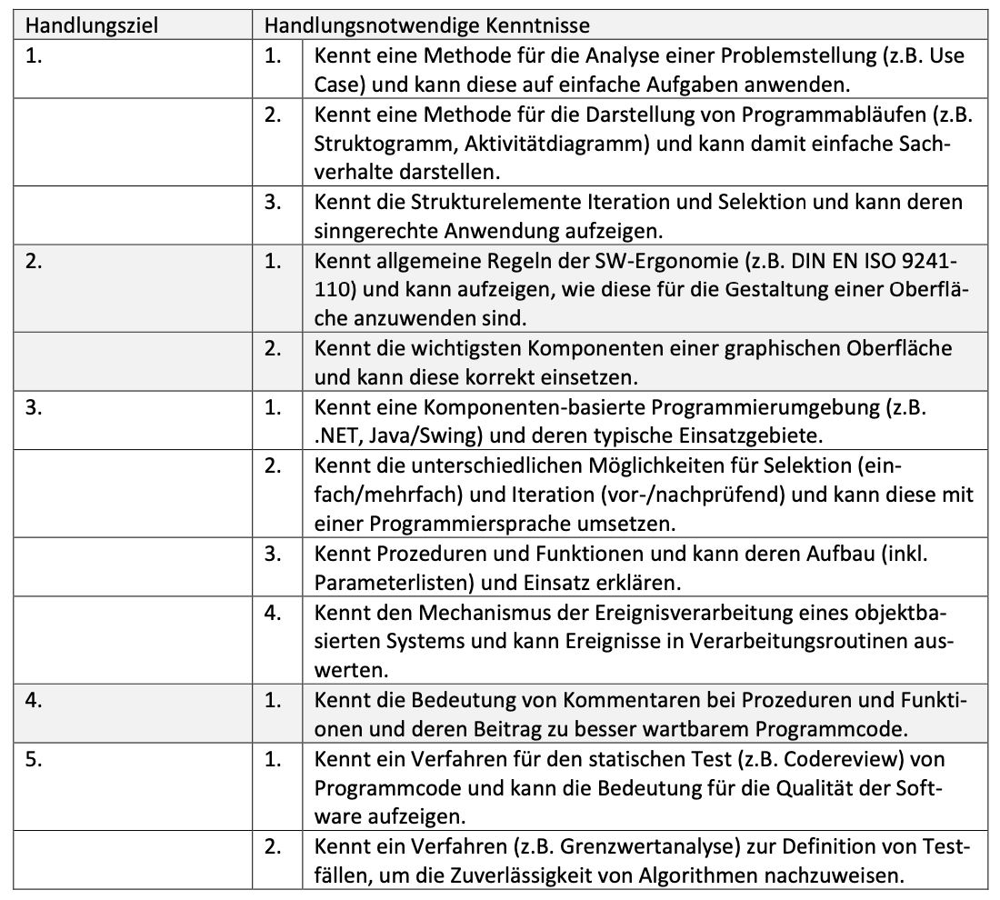 Handlungsziel Handlungsnotwendige Kenntnisse
1. 1. Kennt eine Methode für die Analyse einer Problemstellung (z.B. Use
Case) und kann diese auf einfache Aufgaben anwenden.
2. Kennt eine Methode für die Darstellung von Programmabläufen (z.B.
Struktogramm, Aktivitätdiagramm) und kann damit einfache Sach-
verhalte darstellen.
3. Kennt die Strukturelemente Iteration und Selektion und kann deren
sinngerechte Anwendung aufzeigen.
2. 1. Kennt allgemeine Regeln der SW-Ergonomie (z.B. DIN EN ISO 9241-
110) und kann aufzeigen, wie diese für die Gestaltung einer Oberflä-
che anzuwenden sind.
2. Kennt die wichtigsten Komponenten einer graphischen Oberfläche
und kann diese korrekt einsetzen.
3. 1. Kennt eine Komponenten-basierte Programmierumgebung (z.B.
.NET, Java/Swing) und deren typische Einsatzgebiete.
2. Kennt die unterschiedlichen Möglichkeiten für Selektion (ein-
fach/mehrfach) und Iteration (vor-/nachprüfend) und kann diese mit
einer Programmiersprache umsetzen.
3. Kennt Prozeduren und Funktionen und kann deren Aufbau (inkl.
Parameterlisten) und Einsatz erklären.
4. Kennt den Mechanismus der Ereignisverarbeitung eines objektba-
sierten Systems und kann Ereignisse in Verarbeitungsroutinen aus-
werten.
4. 1. Kennt die Bedeutung von Kommentaren bei Prozeduren und Funkti-
onen und deren Beitrag zu besser wartbarem Programmcode.
5. 1. Kennt ein Verfahren für den statischen Test (z.B. Codereview) von
Programmcode und kann die Bedeutung für die Qualität der Soft-
ware aufzeigen.
2. Kennt ein Verfahren (z.B. Grenzwertanalyse) zur Definition von Test-
fällen, um die Zuverlässigkeit von Algorithmen nachzuweisen.